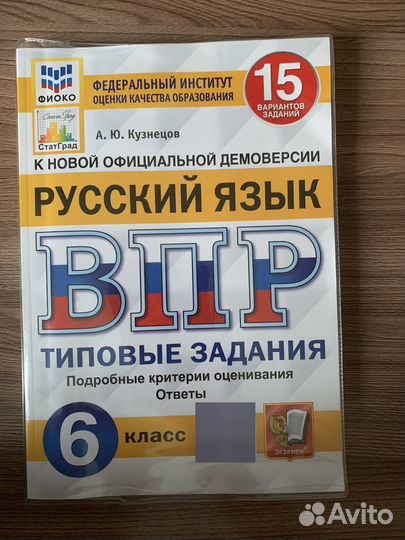 ФИОКО
ФЕДЕРАЛЬНЫЙ ИНСТИТУТ
ОЦЕНКИ КАЧЕСТВА ОБРАЗОВАНИЯ
15
ВАРИАНТОВ
ЗАДАНИЙ
СтатГрад
СтатГрад
А. Ю. Кузнецов
К НОВОЙ ОФИЦИАЛЬНОЙ ДЕМОВЕРСИИ
РУССКИЙ ЯЗЫК
ВПР
ТИПОВЫЕ ЗАДАНИЯ
Подробные критерии оценивания
Ответы
6 класс
ЭКЗАМЕН
Avito